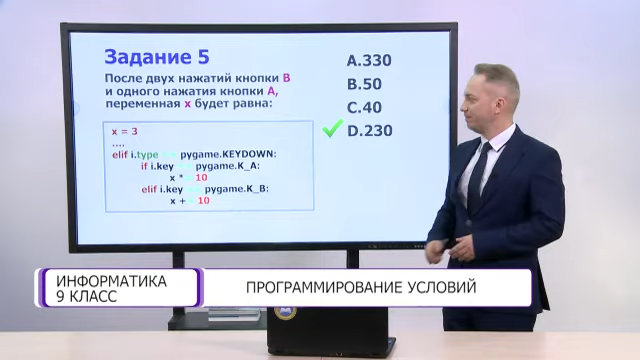 Задание 5
После двух нажатий кнопки В
и одного нажатия кнопки А,
переменная x будет равна:
x = 3
....
elif i.type == pygame.KEYDOWN:
if i.key == pygame.K_A:
x *= 10
elif i.key == pygame.K_B:
x += 10
A.330
B.50
C.40
D.230
ИНФОРМАТИКА
9 КЛАСС
ПРОГРАММИРОВАНИЕ УСЛОВИЙ